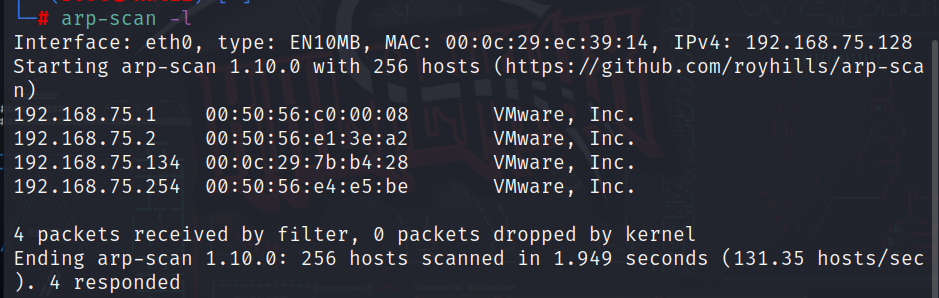 # arp-scan -l
Interface: eth0, type: EN10MB, MAC: 00:0c:29:ec:39:14, IPv4: 192.168.75.128
Starting arp-scan 1.10.0 with 256 hosts (https://github.com/royhills/arp-sca
n)
192.168.75.1    00:50:56:c0:00:08       VMware, Inc.
192.168.75.2    00:50:56:e1:3e:a2       VMware, Inc.
192.168.75.134  00:0c:29:7b:b4:28       VMware, Inc.
192.168.75.254  00:50:56:e4:e5:be       VMware, Inc.

4 packets received by filter, 0 packets dropped by kernel
Ending arp-scan 1.10.0: 256 hosts scanned in 1.949 seconds (131.35 hosts/sec
). 4 responded